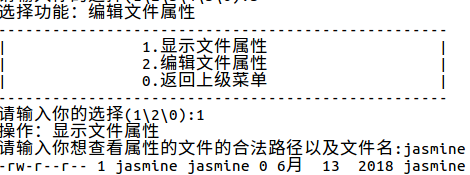 选择功能: 编辑文件属性
------------------------------------------------
| 1.显示文件属性 |
| 2.编辑文件属性 |
| 0.返回上级菜单 |
------------------------------------------------
请输入你的选择(1\2\0):1
操作: 显示文件属性
请输入你想查看属性的文件的合法路径以及文件名:jasmine
-rw-r--r-- 1 jasmine jasmine 0 6月 13 2018 jasmine